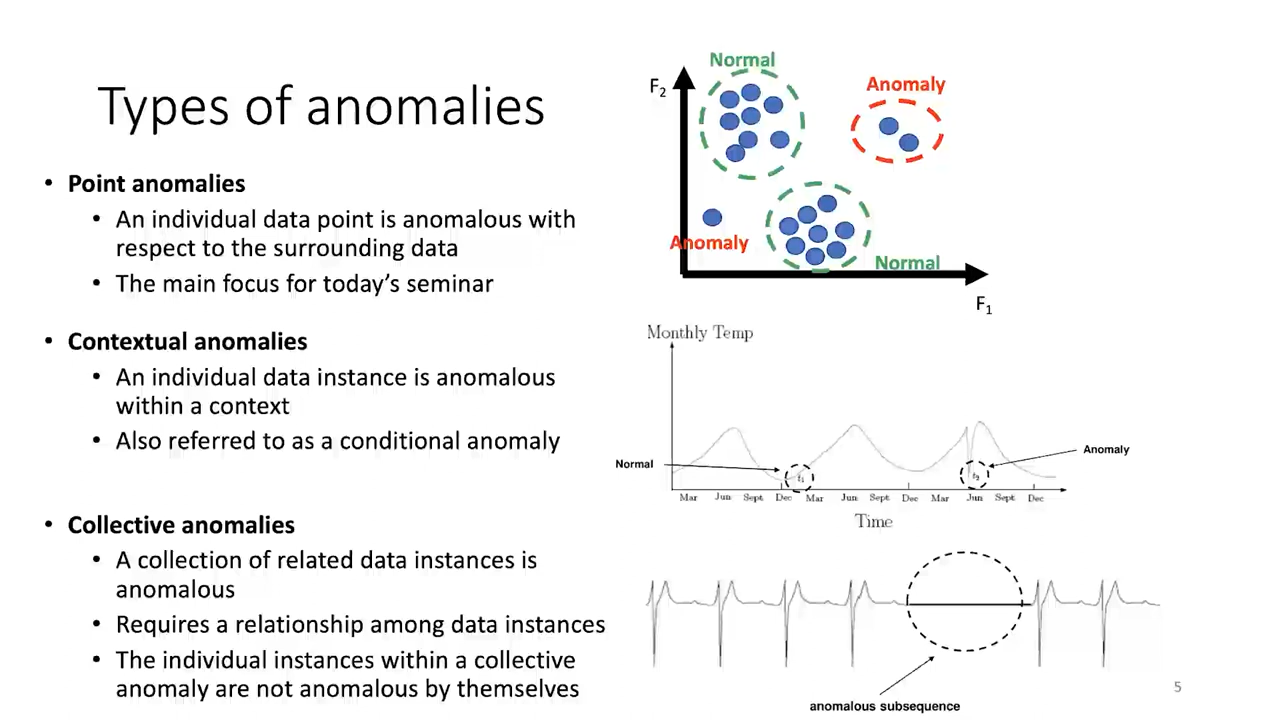 Types of anomalies
• Point anomalies
• An individual data point is anomalous with
respect to the surrounding data
• The main focus for today's seminar
• Contextual anomalies
• An individual data instance is anomalous
within a context
• Also referred to as a conditional anomaly
• Collective anomalies
• A collection of related data instances is
anomalous
• Requires a relationship among data instances
• The individual instances within a collective
anomaly are not anomalous by themselves
Normal
F2
Anomaly
Anomaly
Normal
F1
Monthly Temp
Normal
Anomaly
t1
t2
Mar Jun Sept Dec Mar Jun Sept Dec Mar Jun Sept Dec
Time
anomalous subsequence
5